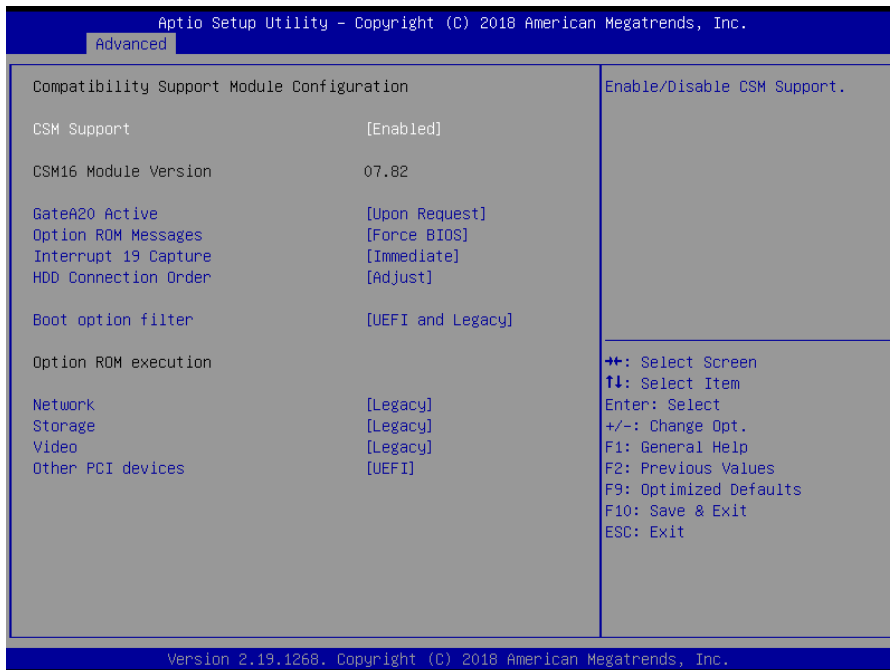 Aptio Setup Utility – Copyright (C) 2018 American Megatrends, Inc.
Advanced
Compatibility Support Module Configuration
CSM Support [Enabled]
CSM16 Module Version 07.82
GateA20 Active [Upon Request]
Option ROM Messages [Force BIOS]
Interrupt 19 Capture [Immediate]
HDD Connection Order [Adjust]
Boot option filter [UEFI and Legacy]
Option ROM execution
Network [Legacy]
Storage [Legacy]
Video [Legacy]
Other PCI devices [UEFI]
Enable/Disable CSM Support.
→←: Select Screen
↑↓: Select Item
Enter: Select
+/-: Change Opt.
F1: General Help
F2: Previous Values
F9: Optimized Defaults
F10: Save & Exit
ESC: Exit
Version 2.19.1268. Copyright (C) 2018 American Megatrends, Inc.